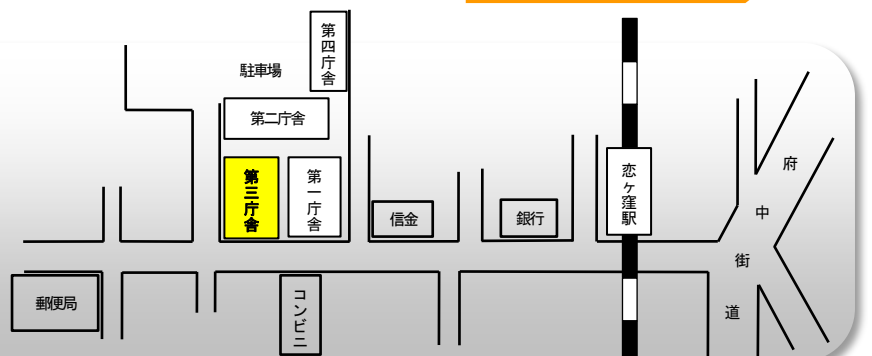 第四庁舎
駐車場
第二庁舎
第三庁舎
第一庁舎
信金
銀行
恋ヶ窪駅
府中街道
郵便局
コンビニ